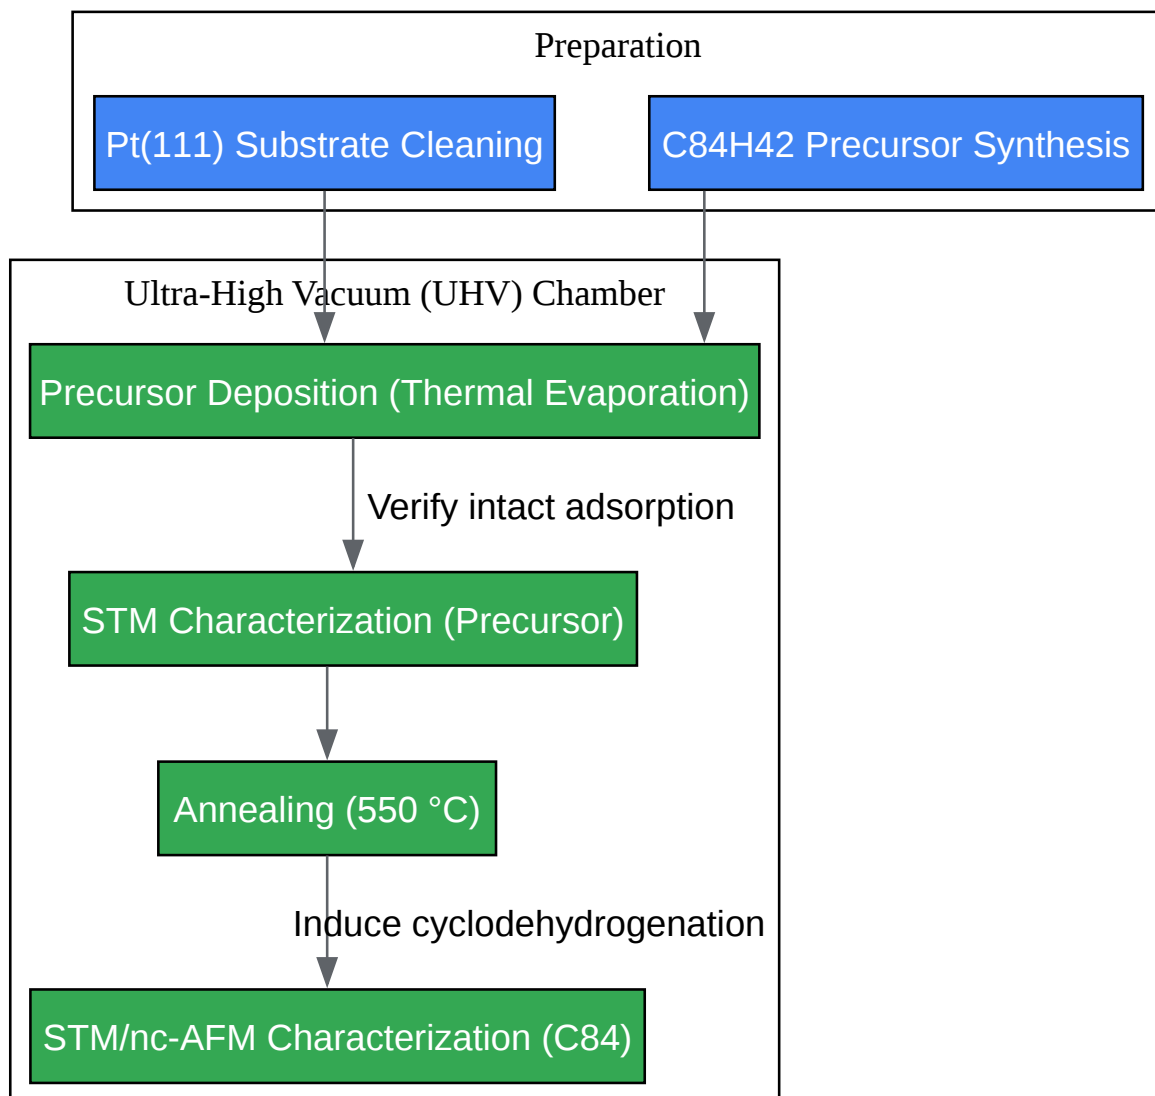 Preparation
Pt(111) Substrate Cleaning
C84H42 Precursor Synthesis
Ultra-High Vacuum (UHV) Chamber
Precursor Deposition (Thermal Evaporation)
Verify intact adsorption
STM Characterization (Precursor)
Annealing (550 °C)
Induce cyclodehydrogenation
STM/nc-AFM Characterization (C84)